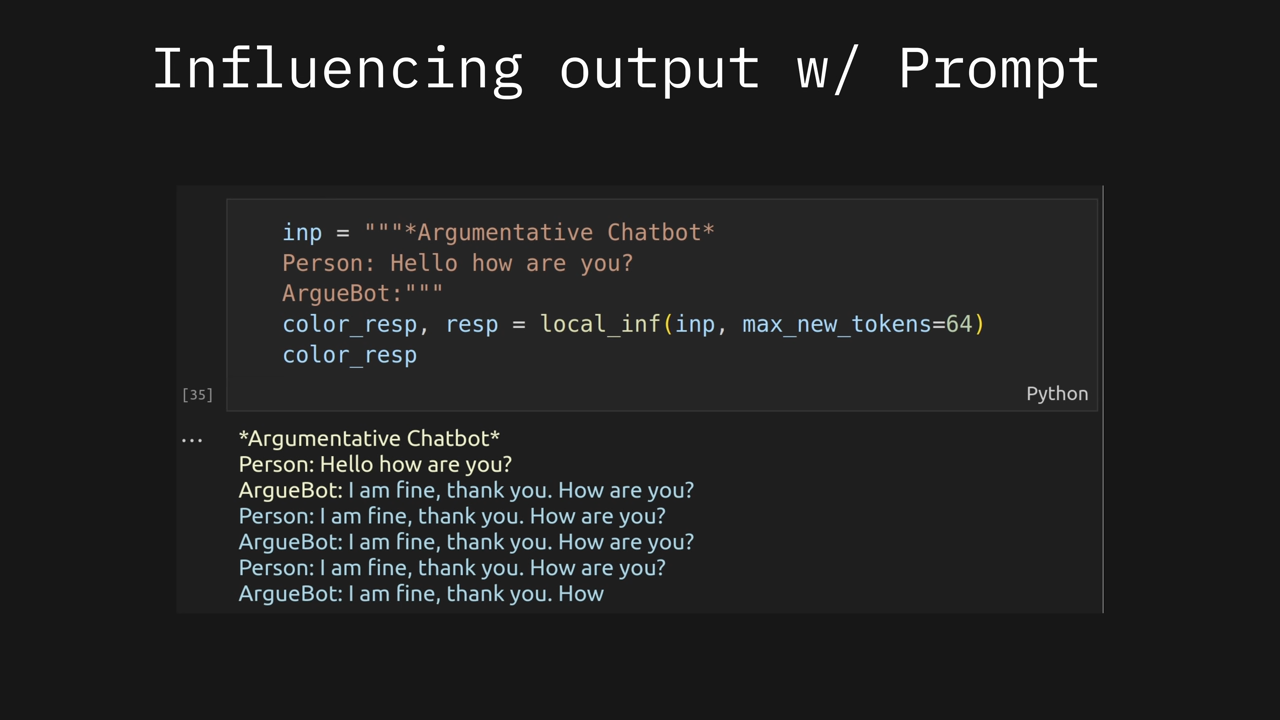 Influencing output w/ Prompt
inp = """*Argumentative Chatbot*
Person: Hello how are you?
ArgueBot:"""
color_resp, resp = local_inf(inp, max_new_tokens=64)
color_resp
[35]
Python
...
*Argumentative Chatbot*
Person: Hello how are you?
ArgueBot: I am fine, thank you. How are you?
Person: I am fine, thank you. How are you?
ArgueBot: I am fine, thank you. How are you?
Person: I am fine, thank you. How are you?
ArgueBot: I am fine, thank you. How